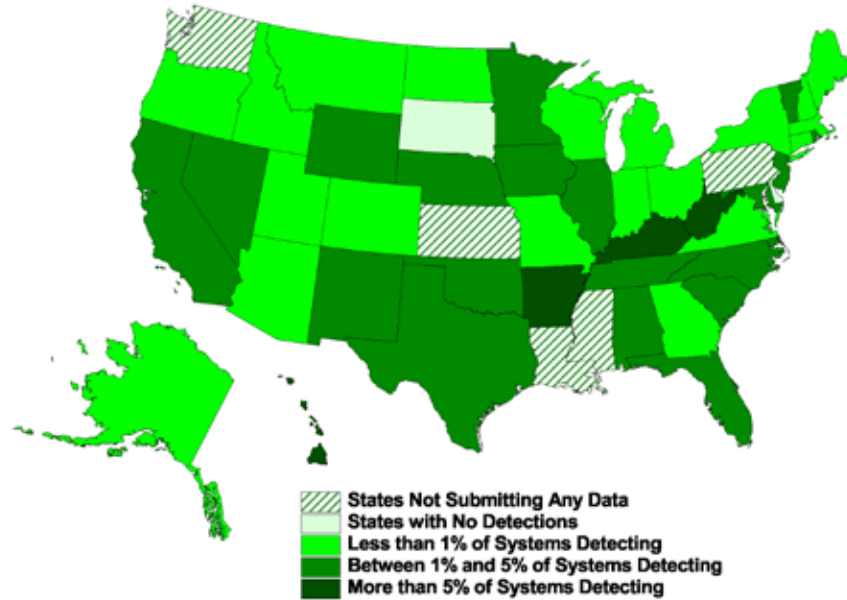 States Not Submitting Any Data
States with No Detections
Less than 1% of Systems Detecting
Between 1% and 5% of Systems Detecting
More than 5% of Systems Detecting